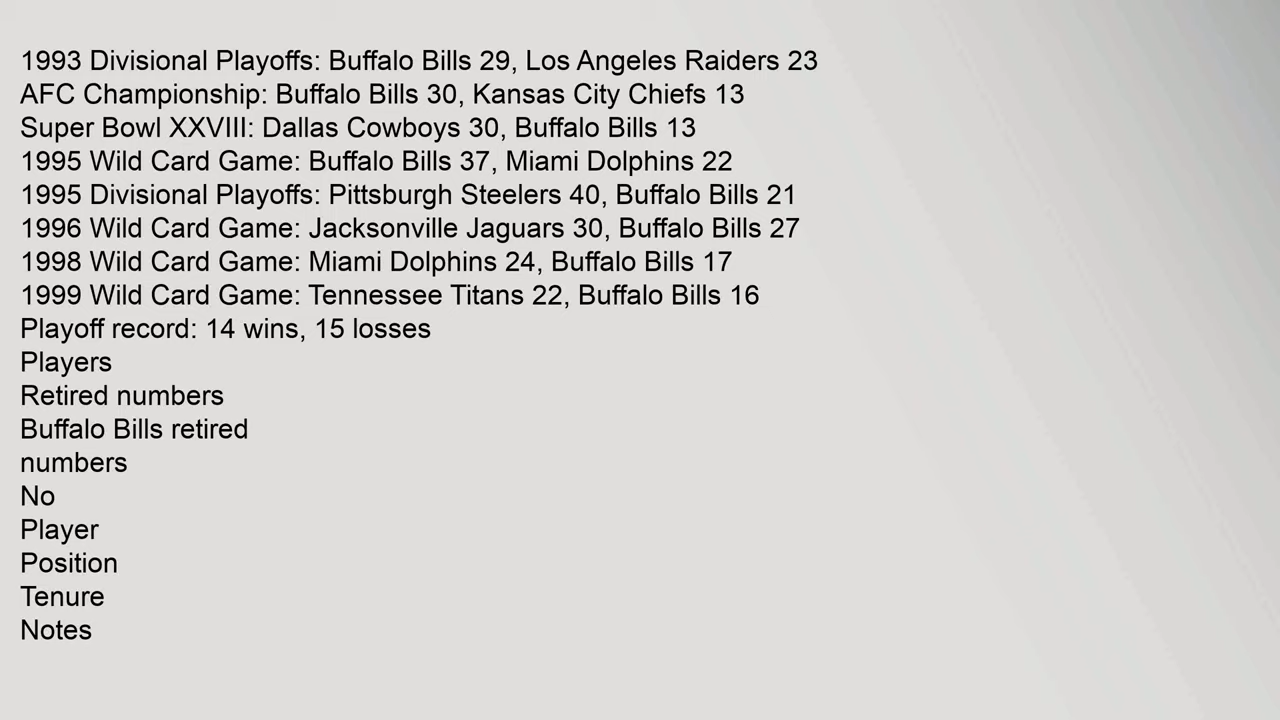 1993 Divisional Playoffs: Buffalo Bills 29, Los Angeles Raiders 23
AFC Championship: Buffalo Bills 30, Kansas City Chiefs 13
Super Bowl XXVIII: Dallas Cowboys 30, Buffalo Bills 13
1995 Wild Card Game: Buffalo Bills 37, Miami Dolphins 22
1995 Divisional Playoffs: Pittsburgh Steelers 40, Buffalo Bills 21
1996 Wild Card Game: Jacksonville Jaguars 30, Buffalo Bills 27
1998 Wild Card Game: Miami Dolphins 24, Buffalo Bills 17
1999 Wild Card Game: Tennessee Titans 22, Buffalo Bills 16
Playoff record: 14 wins, 15 losses
Players
Retired numbers
Buffalo Bills retired
numbers
No
Player
Position
Tenure
Notes